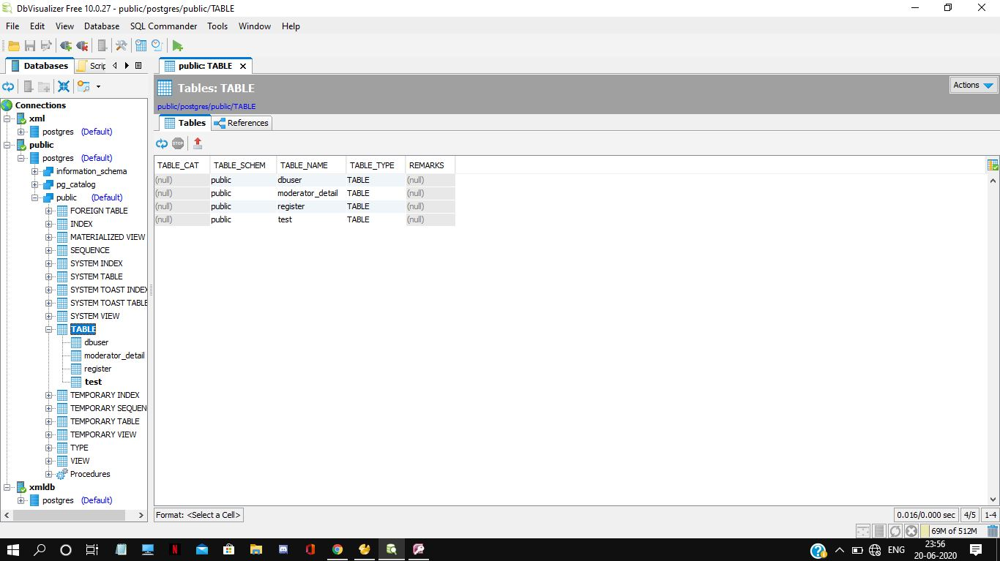 DbVisualizer Free 10.0.27 - public/postgres/public/TABLE
File Edit View Database SQL Commander Tools Window Help
Databases Scrip
public: TABLE
Tables: TABLE
Actions
public/postgres/public/TABLE
Tables References
STOP
Connections
xml
postgres (Default)
public
postgres (Default)
information_schema
pg_catalog
public (Default)
FOREIGN TABLE
INDEX
MATERIALIZED VIEW
SEQUENCE
SYSTEM INDEX
SYSTEM TABLE
SYSTEM TOAST INDEX
SYSTEM TOAST TABLE
SYSTEM VIEW
TABLE
dbuser
moderator_detail
register
test
TEMPORARY INDEX
TEMPORARY SEQUEN
TEMPORARY TABLE
TEMPORARY VIEW
TYPE
VIEW
Procedures
xmldb
postgres (Default)
TABLE_CAT TABLE_SCHEM TABLE_NAME TABLE_TYPE REMARKS
(null) public dbuser TABLE (null)
(null) public moderator_detail TABLE (null)
(null) public register TABLE (null)
(null) public test TABLE (null)
Format: <Select a Cell>
0.016/0.000 sec 4/5 1-4
69M of 512M
ENG
23:56
20-06-2020